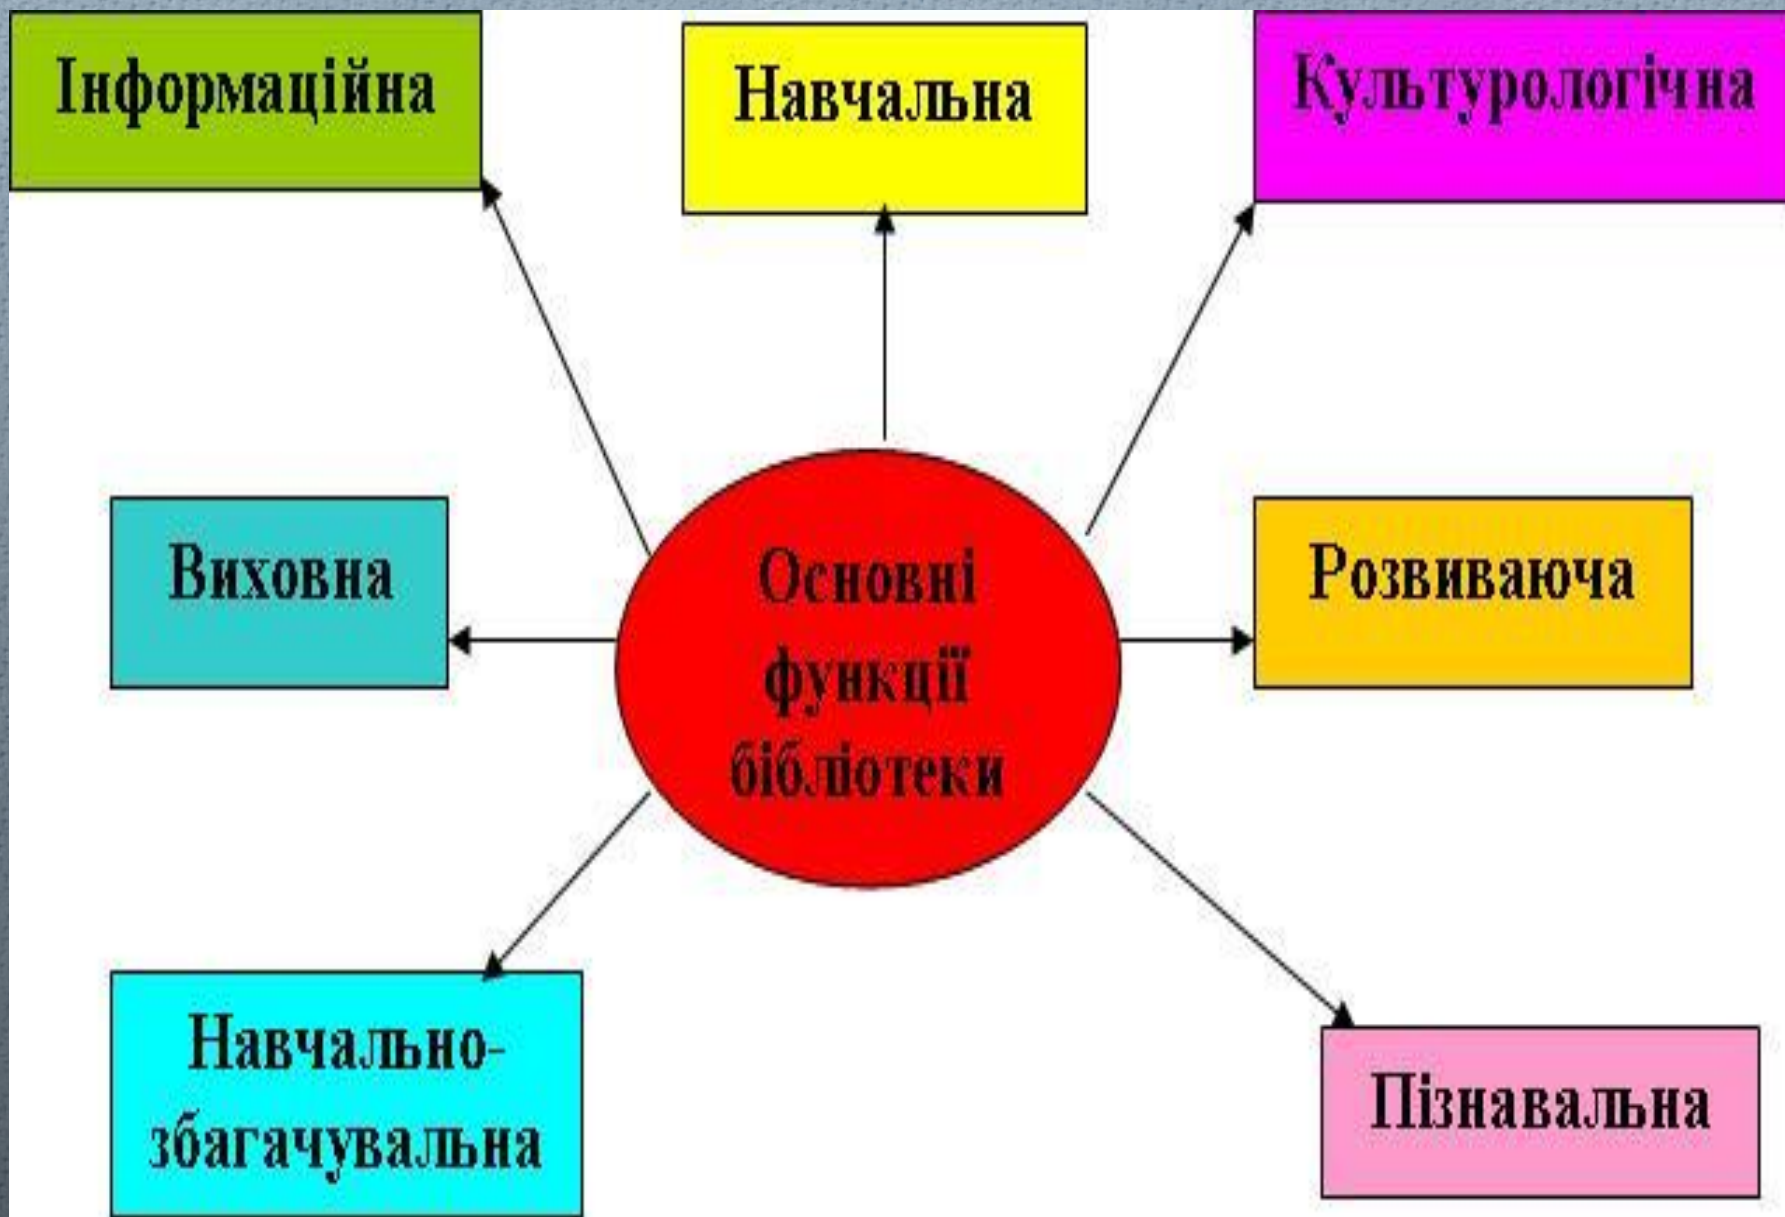 Інформаційна
Навчальна
Культурологічна
Виховна
Основні
функції
бібліотеки
Розвиваюча
Навчально-
збагачувальна
Пізнавальна